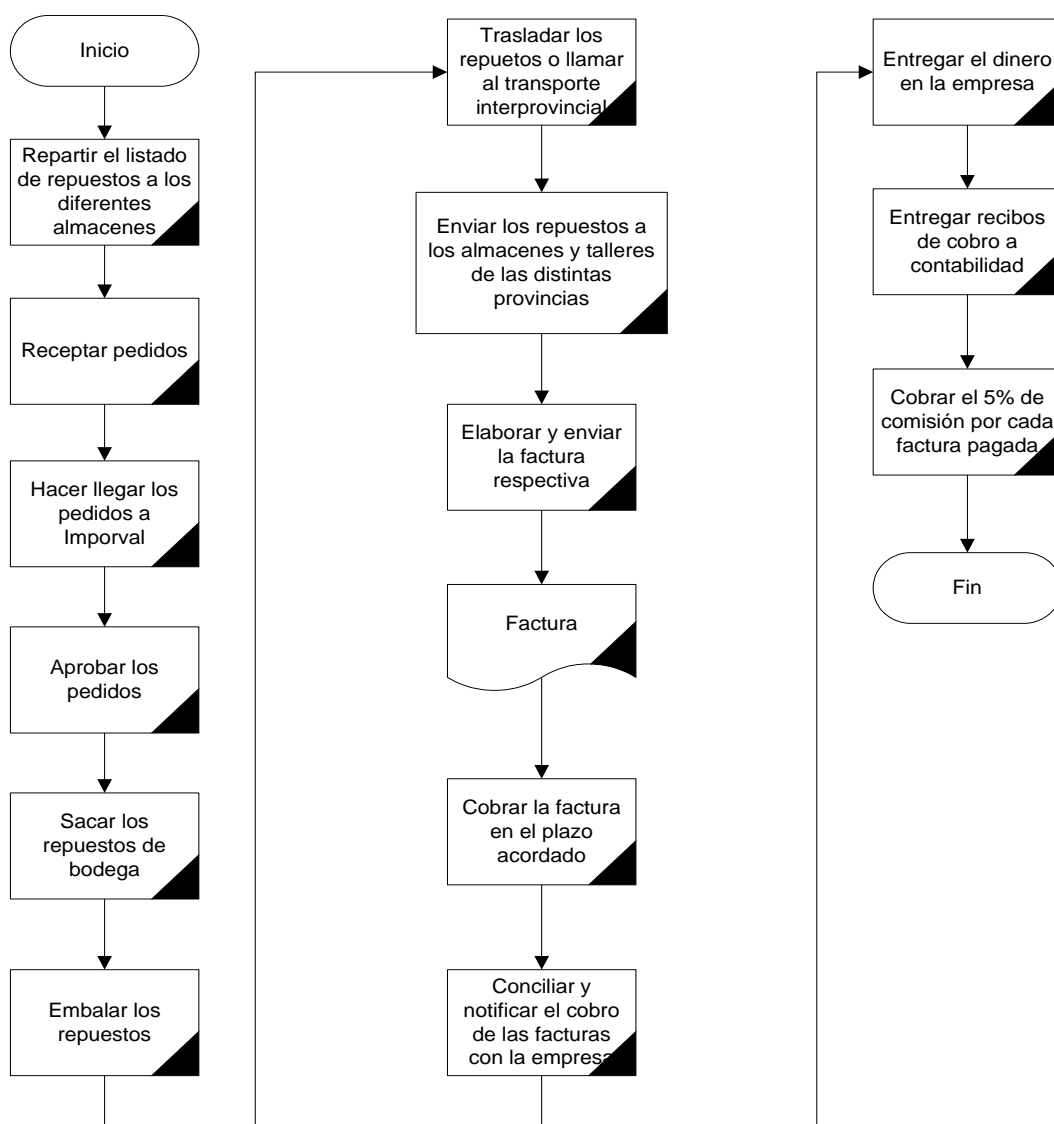 Inicio
Repartir el listado
de repuestos a los
diferentes
almacenes
Receptar pedidos
Hacer llegar los
pedidos a
Imporval
Aprobar los
pedidos
Sacar los
repuestos de
bodega
Embalar los
repuestos
Trasladar los
repuetos o llamar
al transporte
interprovincial
Enviar los repuestos a
los almacenes y talleres
de las distintas
provincias
Elaborar y enviar
la factura
respectiva
Factura
Cobrar la factura
en el plazo
acordado
Conciliar y
notificar el cobro
de las facturas
con la empresa
Entregar el dinero
en la empresa
Entregar recibos
de cobro a
contabilidad
Cobrar el 5% de
comisión por cada
factura pagada
Fin